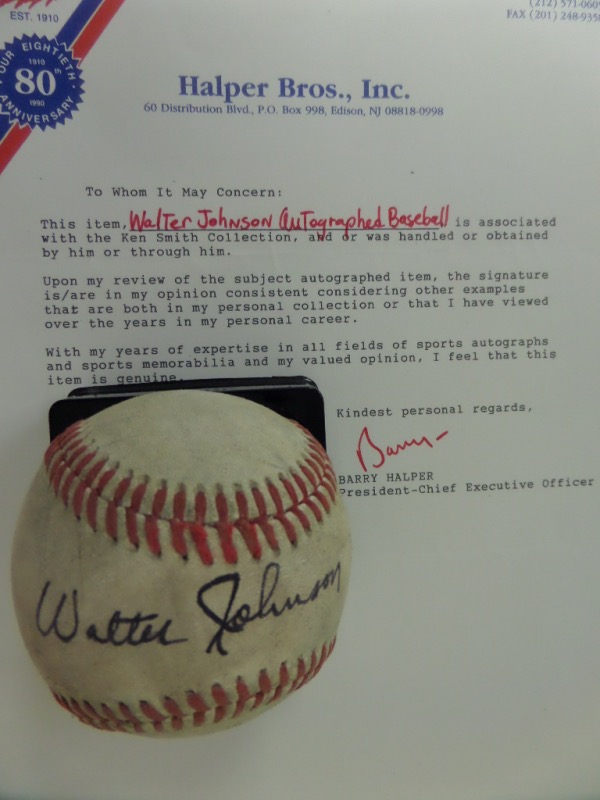 EST. 1910
(212) 571-060
FAX (201) 248-935
OUR EIGHTIETH
1910
80th
1990
ANNIVERSARY
Halper Bros., Inc.
60 Distribution Blvd., P.O. Box 998, Edison, NJ 08818-0998
To Whom It May Concern:
This item, Walter Johnson Autographed Baseball is associated
with the Ken Smith Collection, and or was handled or obtained
by him or through him.
Upon my review of the subject autographed item, the signature
is/are in my opinion consistent considering other examples
that are both in my personal collection or that I have viewed
over the years in my personal career.
With my years of expertise in all fields of sports autographs
and sports memorabilia and my valued opinion, I feel that this
item is genuine.
Kindest personal regards,
Barry
BARRY HALPER
President-Chief Executive Officer
Walter Johnson